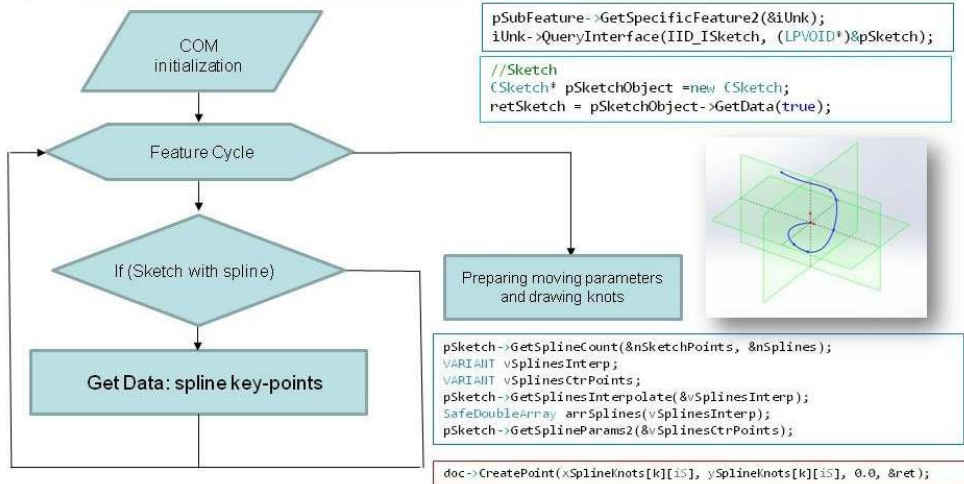 COM
initialization
Feature Cycle
If (Sketch with spline)
Get Data: spline key-points
Preparing moving parameters
and drawing knots
pSubFeature->GetSpecificFeature2(&iUnk);
iUnk->QueryInterface(IID_ISketch, (LPVOID*)&pSketch);
//Sketch
CSketch* pSketchObject =new CSketch;
retSketch = pSketchObject->GetData(true);
pSketch->GetSplineCount(&nSketchPoints, &nSplines);
VARIANT vSplinesInterp;
VARIANT vSplinesCtrPoints;
pSketch->GetSplinesInterpolate(&vSplinesInterp);
SafeDoubleArray arrSplines(vSplinesInterp);
pSketch->GetSplineParams2(&vSplinesCtrPoints);
doc->CreatePoint(xSplineKnots[k][iS], ySplineKnots[k][iS], 0.0, &ret);